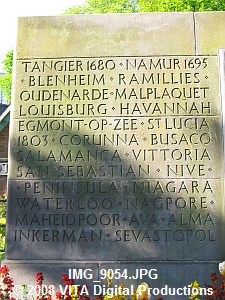 TANGIER 1680 · NAMUR 1695
· BLENHEIM · RAMILLIES ·
OUDENARDE · MALPLAQUET
LOUISBURG · HAVANNAH
EGMONT-OP-ZEE · ST LUCIA
1803 · CORUNNA · BUSACO
SALAMANCA · VITTORIA
SAN SEBASTIAN · NIVE ·
· PENINSULA · NIAGARA
WATERLOO · NAGPORE ·
MAHEIDPOOR · AVA · ALMA
INKERMAN · SEVASTOPOL
IMG_9054.JPG
© 2008 VITA Digital Productions